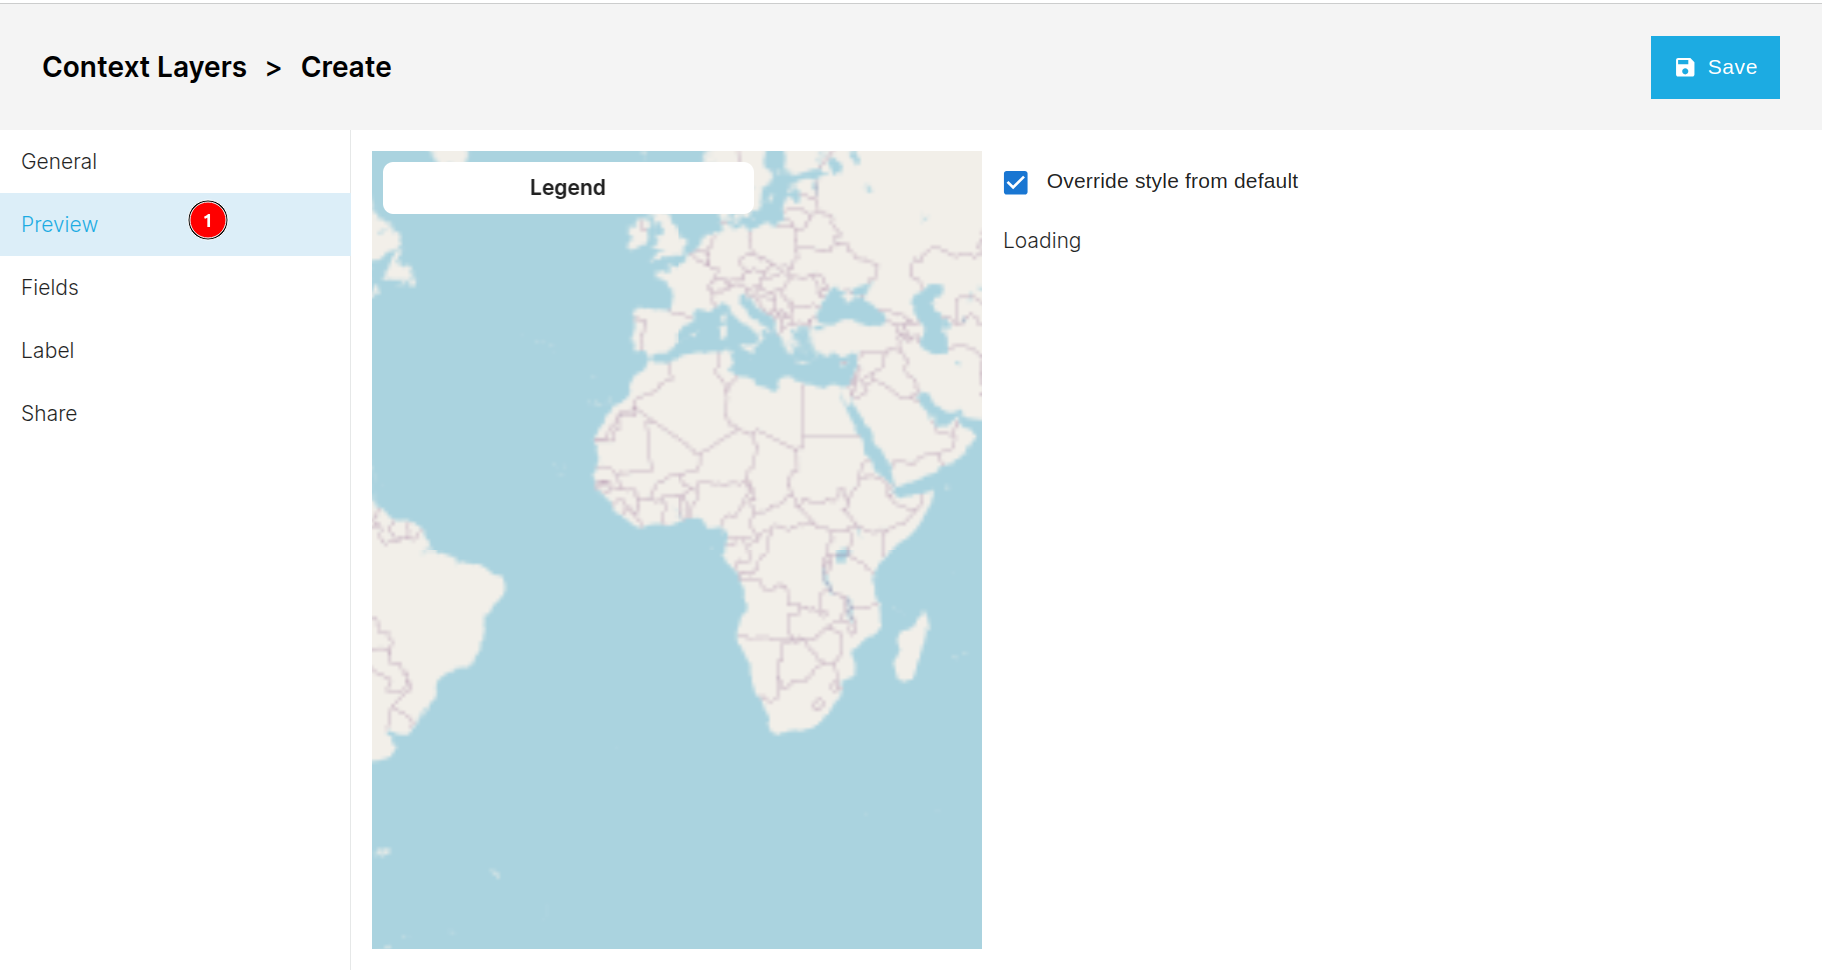 Context Layers > Create
Save
General
Preview
1
Fields
Label
Share
Legend
Override style from default
Loading